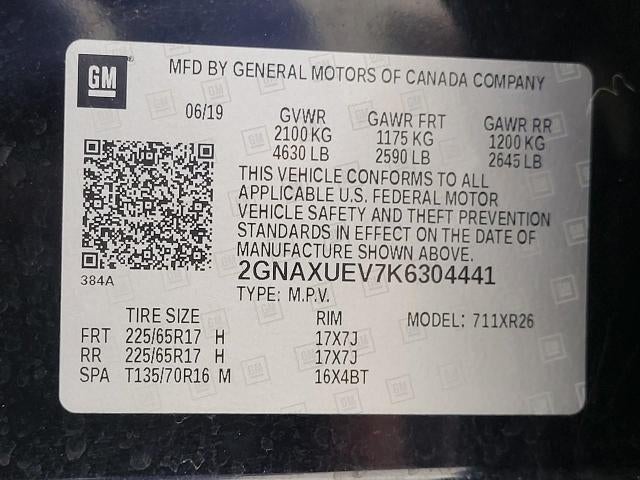 GM
MFD BY GENERAL MOTORS OF CANADA COMPANY
06/19 GVWR GAWR FRT GAWR RR
2100 KG 1175 KG 1200 KG
4630 LB 2590 LB 2645 LB
THIS VEHICLE CONFORMS TO ALL
APPLICABLE U.S. FEDERAL MOTOR
VEHICLE SAFETY AND THEFT PREVENTION
STANDARDS IN EFFECT ON THE DATE OF
MANUFACTURE SHOWN ABOVE.
2GNAXUEV7K6304441
384A
TYPE: M.P.V.
TIRE SIZE RIM MODEL: 711XR26
FRT 225/65R17 H 17X7J
RR 225/65R17 H 17X7J
SPA T135/70R16 M 16X4BT